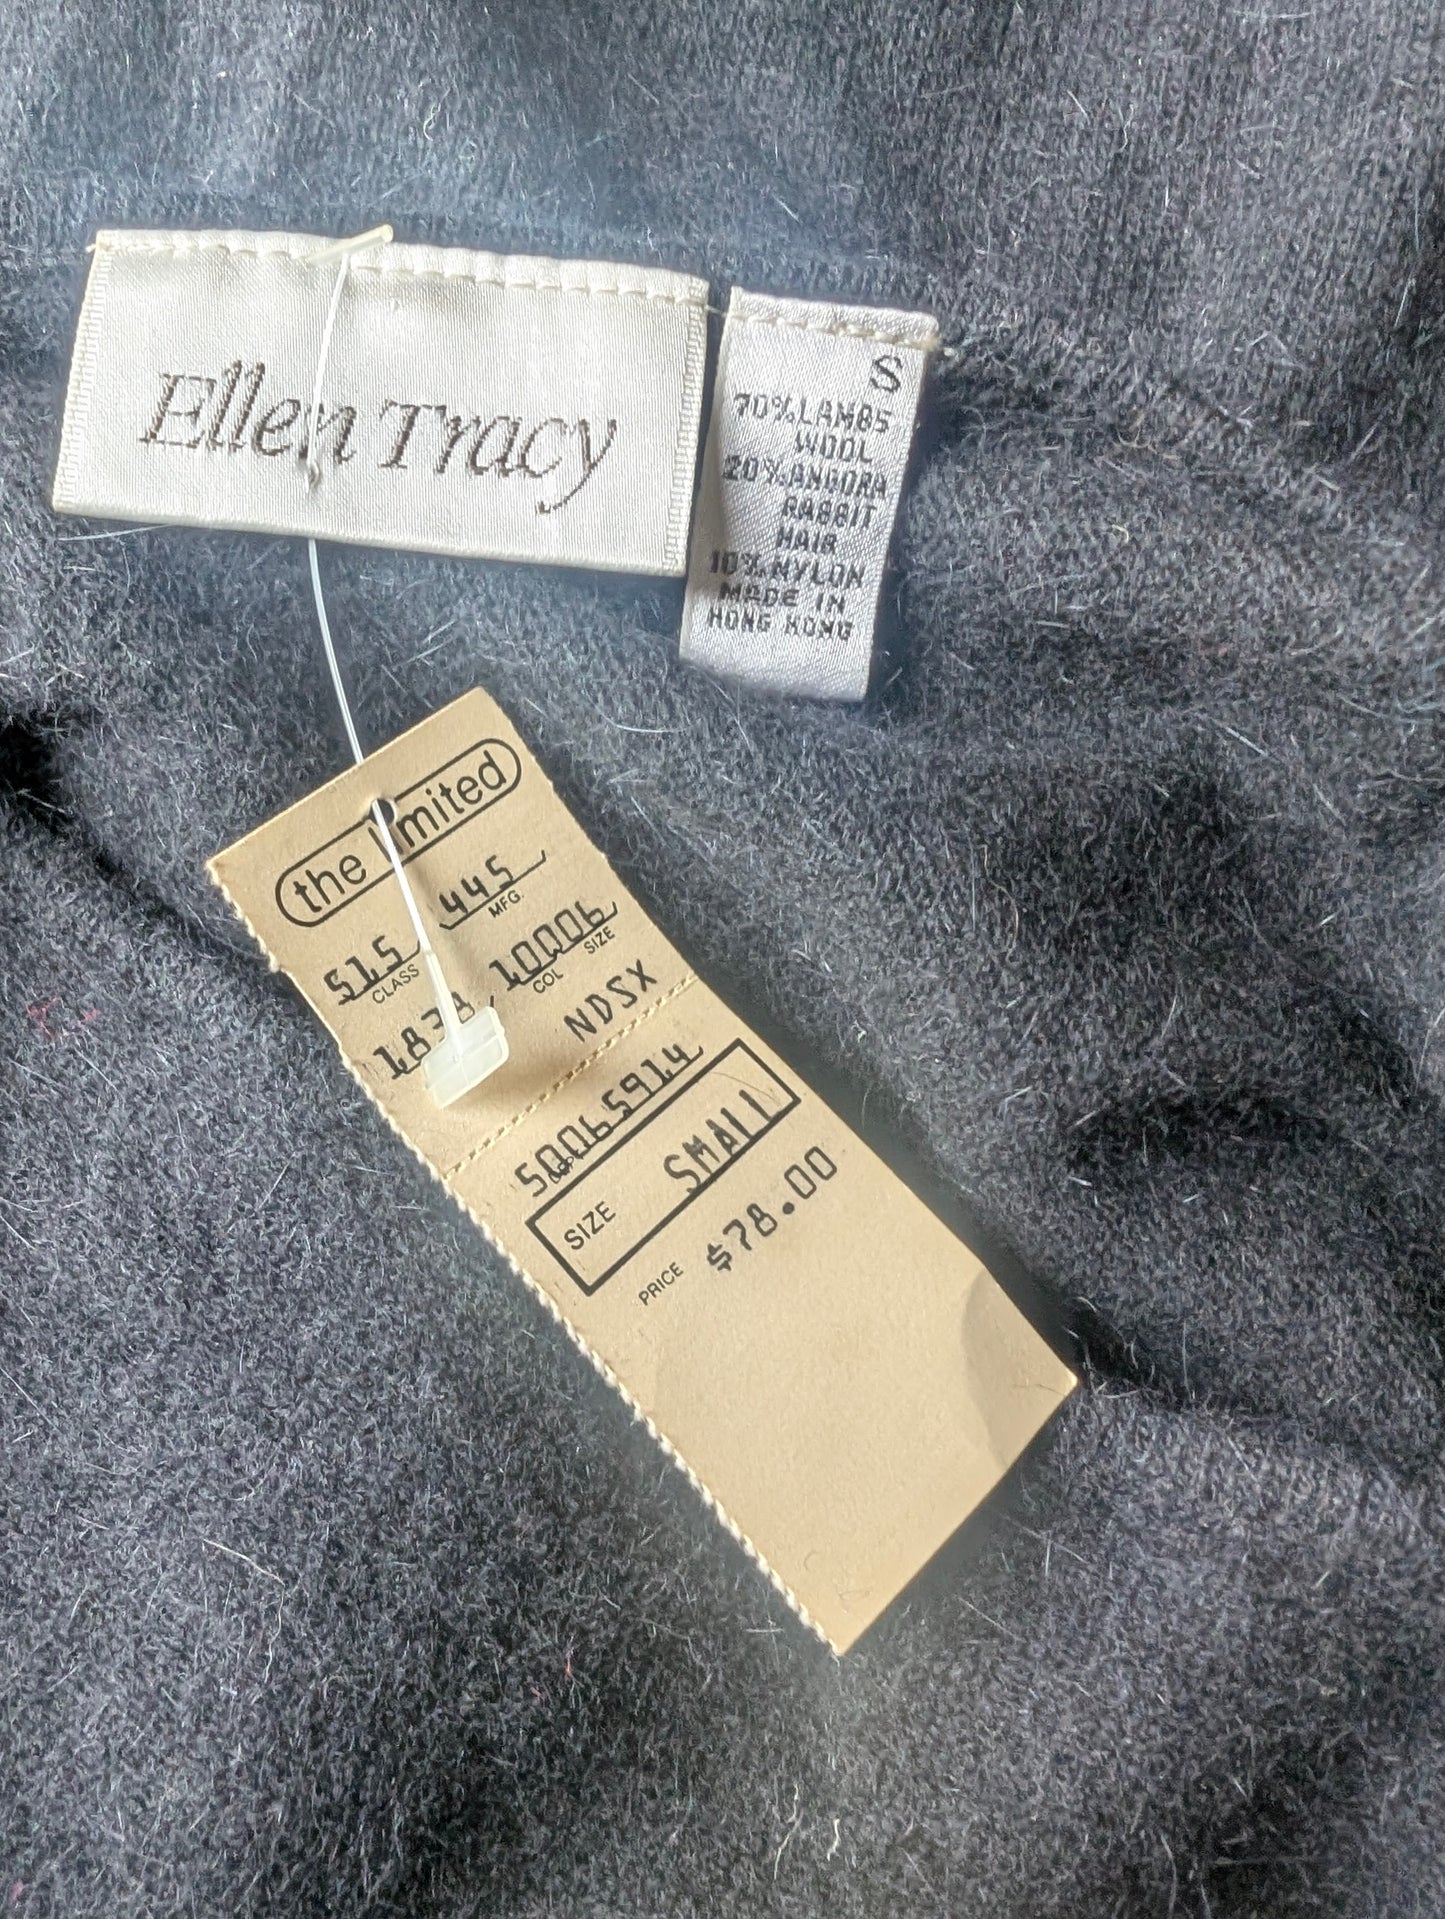 Ellen Tracy
S
70% LAMBS
WOOL
20% ANGORA
RABBIT
HAIR
10% NYLON
MADE IN
HONG KONG
the limited
515 445
CLASS MFG.
1838 10006
COL SIZE
NDSX
50065914
SIZE SMALL
PRICE $78.00